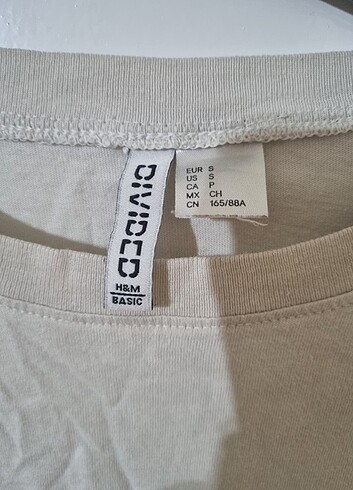 DIVIDED
H&M
BASIC
EUR S
US S
CA P
MX CH
CN 165/88A